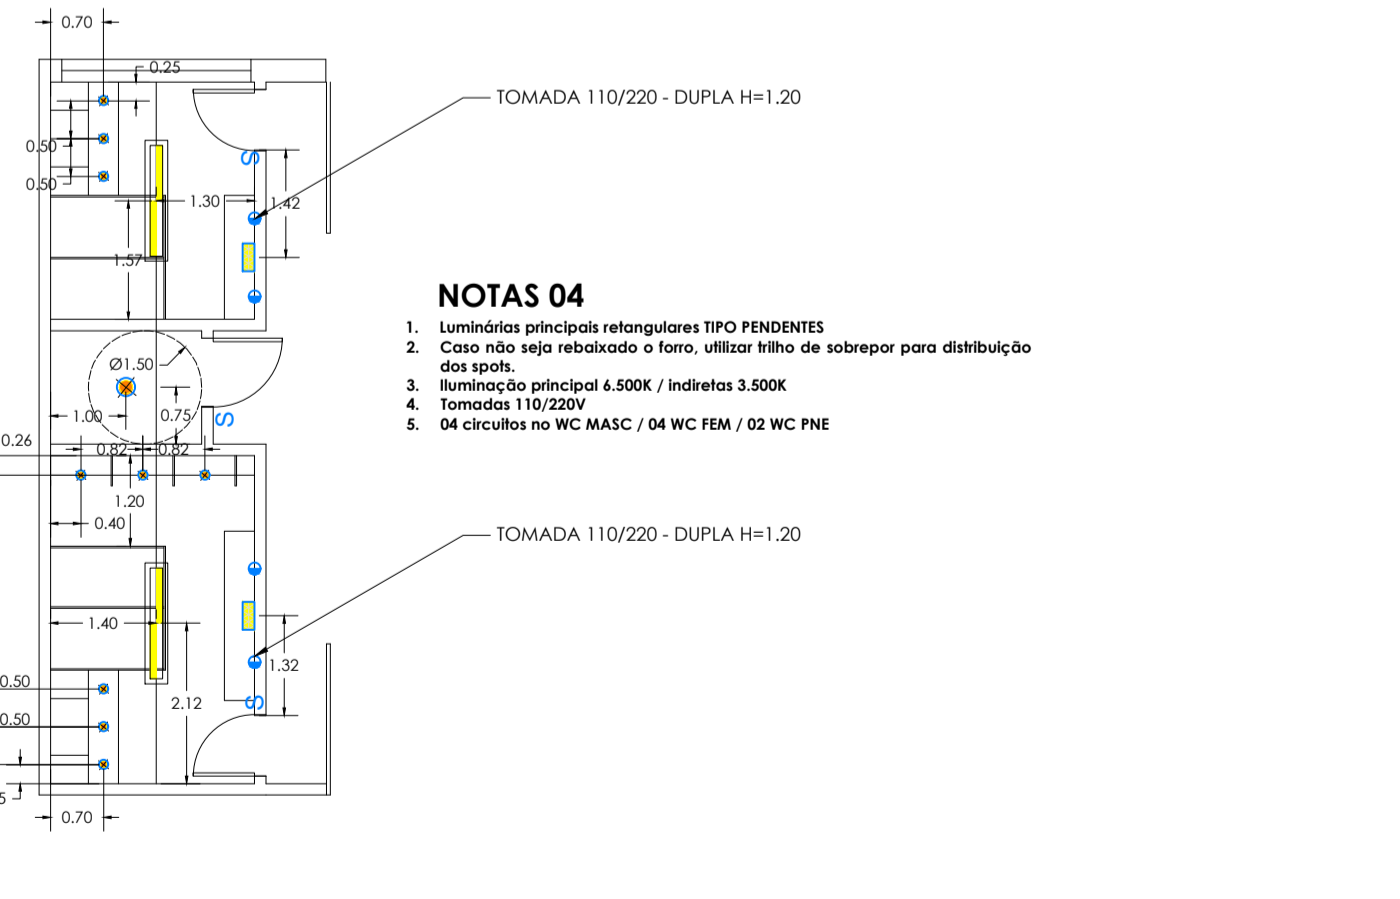 0.70
0.25
TOMADA 110/220 - DUPLA H=1.20
0.50
S
0.50
1.30
1.42
1.57
NOTAS 04
1. Luminárias principais retangulares TIPO PENDENTES
2. Caso não seja rebaixado o forro, utilizar trilho de sobrepor para distribuição
dos spots.
3. Iluminação principal 6.500K / indiretas 3.500K
4. Tomadas 110/220V
5. 04 circuitos no WC MASC / 04 WC FEM / 02 WC PNE
Ø1.50
1.00
0.75
S
0.26
0.82
0.82
1.20
0.40
TOMADA 110/220 - DUPLA H=1.20
1.40
1.32
0.50
2.12
S
0.50
5
0.70